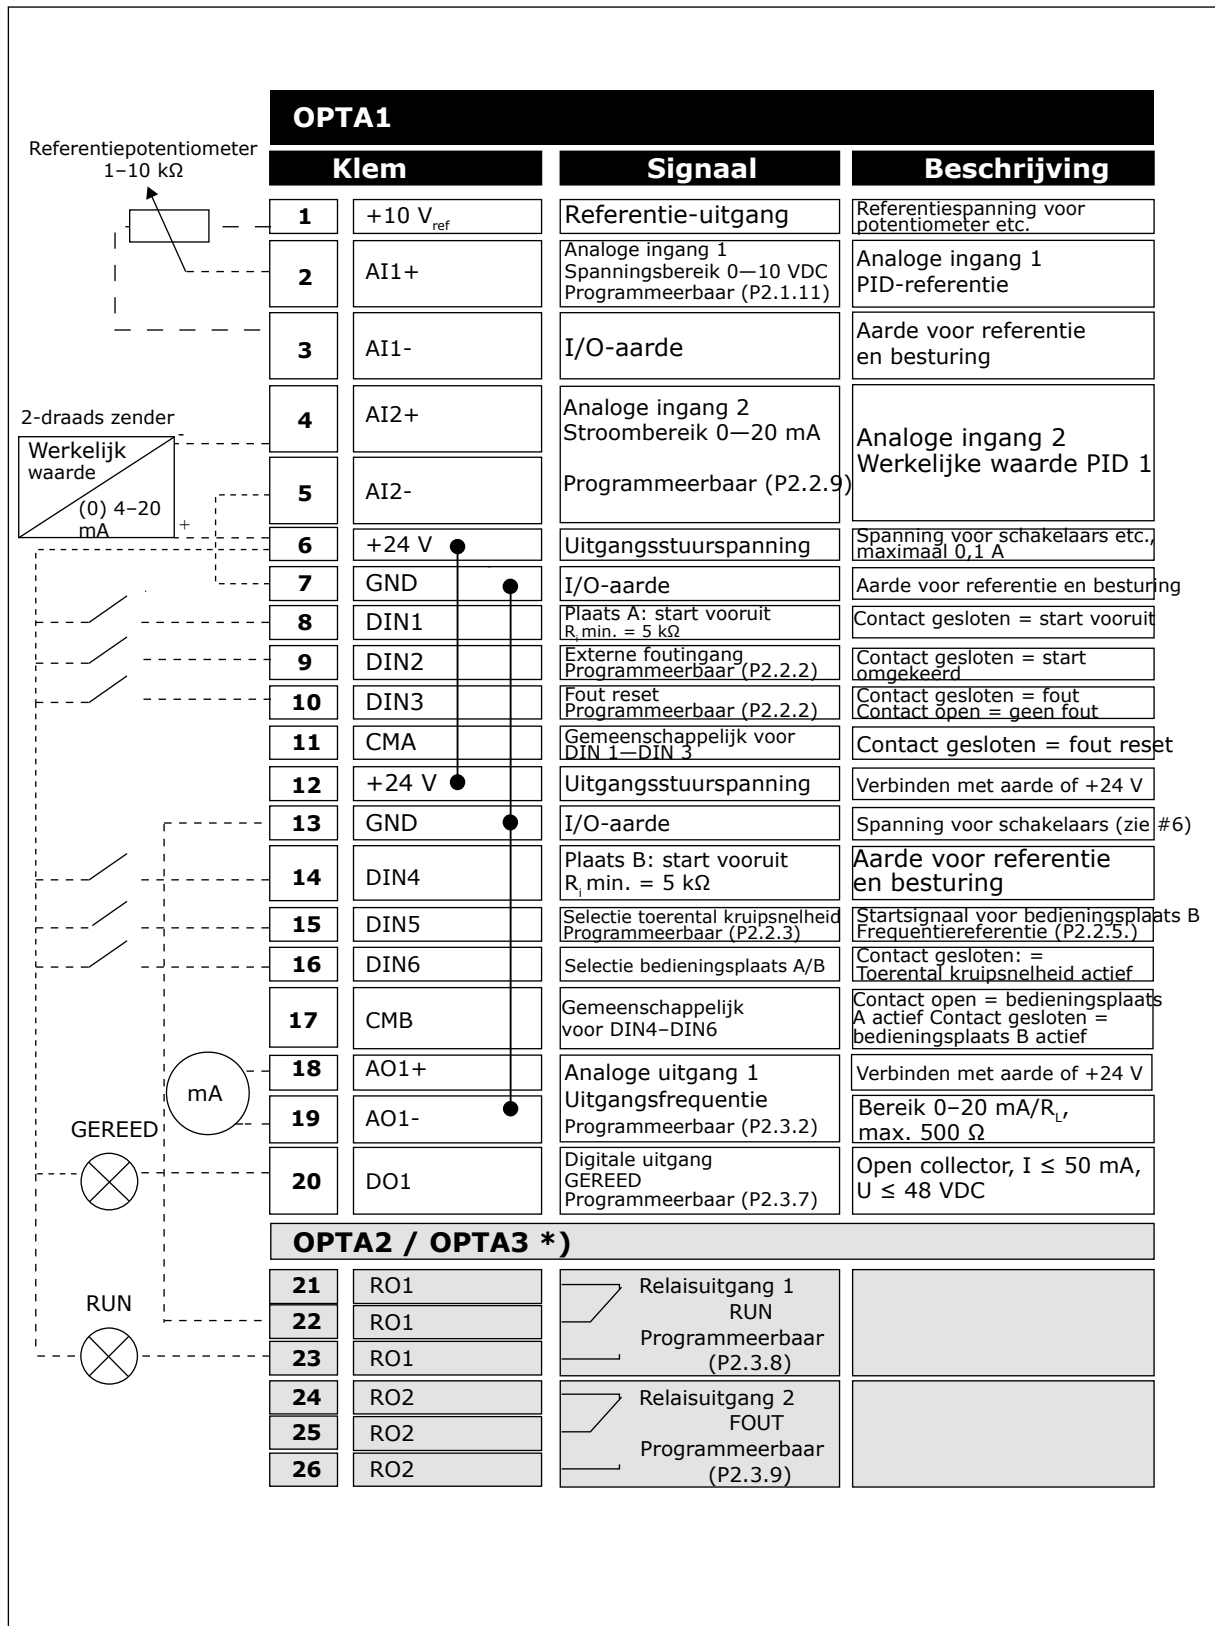 OPTA1
Referentiepotentiometer
1–10 kΩ
Klem
Signaal
Beschrijving
1
+10 Vref
Referentie-uitgang
Referentiespanning voor
potentiometer etc.
2
AI1+
Analoge ingang 1
Spanningsbereik 0—10 VDC
Programmeerbaar (P2.1.11)
Analoge ingang 1
PID-referentie
3
AI1-
I/O-aarde
Aarde voor referentie
en besturing
2-draads zender
Werkelijk
waarde
(0) 4–20
mA
-
+
4
AI2+
Analoge ingang 2
Stroombereik 0—20 mA
Programmeerbaar (P2.2.9)
Analoge ingang 2
Werkelijke waarde PID 1
5
AI2-
6
+24 V
Uitgangsstuurspanning
Spanning voor schakelaars etc.,
maximaal 0,1 A
7
GND
I/O-aarde
Aarde voor referentie en besturing
8
DIN1
Plaats A: start vooruit
Ri min. = 5 kΩ
Contact gesloten = start vooruit
9
DIN2
Externe foutingang
Programmeerbaar (P2.2.2)
Contact gesloten = start
omgekeerd
10
DIN3
Fout reset
Programmeerbaar (P2.2.2)
Contact gesloten = fout
Contact open = geen fout
11
CMA
Gemeenschappelijk voor
DIN 1—DIN 3
Contact gesloten = fout reset
12
+24 V
Uitgangsstuurspanning
Verbinden met aarde of +24 V
13
GND
I/O-aarde
Spanning voor schakelaars (zie #6)
14
DIN4
Plaats B: start vooruit
Ri min. = 5 kΩ
Aarde voor referentie
en besturing
15
DIN5
Selectie toerental kruipsnelheid
Programmeerbaar (P2.2.3)
Startsignaal voor bedieningsplaats B
Frequentiereferentie (P2.2.5.)
16
DIN6
Selectie bedieningsplaats A/B
Contact gesloten: =
Toerental kruipsnelheid actief
17
CMB
Gemeenschappelijk
voor DIN4–DIN6
Contact open = bedieningsplaats
A actief Contact gesloten =
bedieningsplaats B actief
mA
18
AO1+
Analoge uitgang 1
Uitgangsfrequentie
Programmeerbaar (P2.3.2)
Verbinden met aarde of +24 V
19
AO1-
Bereik 0–20 mA/RL,
max. 500 Ω
GEREED
20
DO1
Digitale uitgang
GEREED
Programmeerbaar (P2.3.7)
Open collector, I ≤ 50 mA,
U ≤ 48 VDC
OPTA2 / OPTA3 *)
RUN
21
RO1
22
RO1
23
RO1
Relaisuitgang 1
RUN
Programmeerbaar
(P2.3.8)
24
RO2
25
RO2
26
RO2
Relaisuitgang 2
FOUT
Programmeerbaar
(P2.3.9)